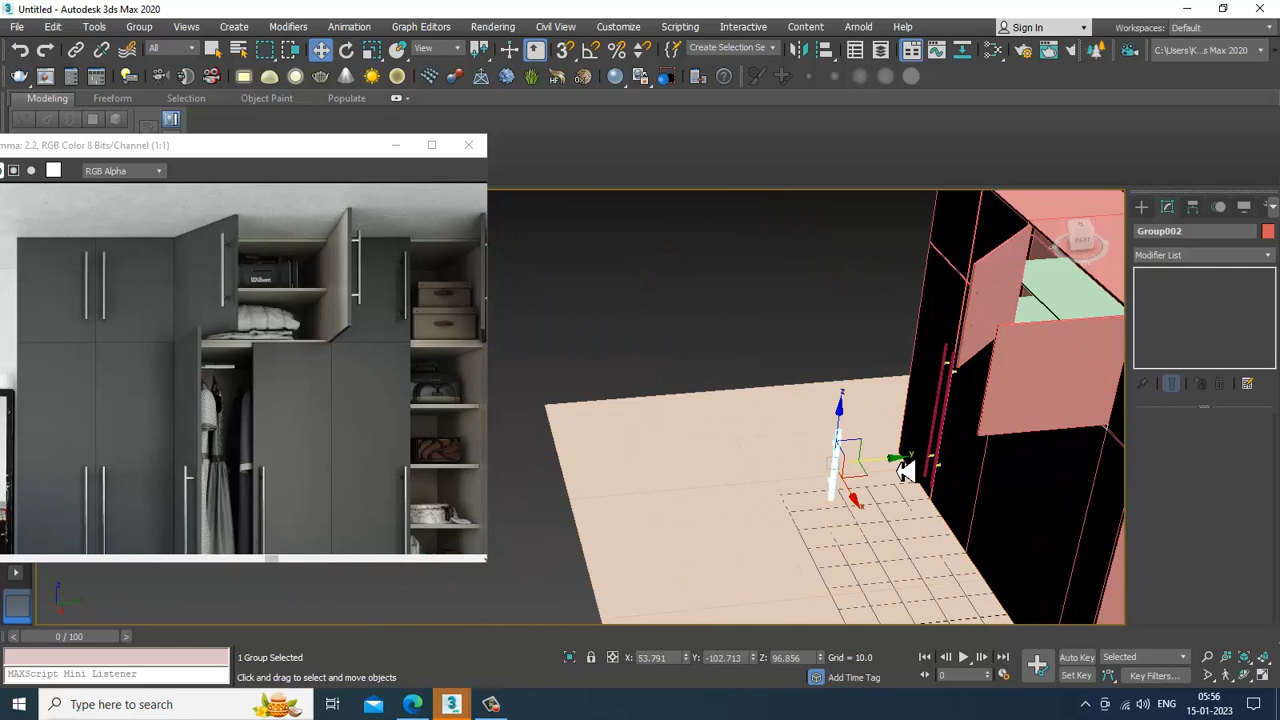 Untitled - Autodesk 3ds Max 2020
File Edit Tools Group Views Create Modifiers Animation Graph Editors Rendering Civil View Customize Scripting Interactive Content Arnold Help Sign In Workspaces: Default
All View Create Selection Se C:\Users\K...s Max 2020
Modeling Freeform Selection Object Paint Populate
mma: 2.2, RGB Color 8 Bits/Channel (1:1)
RGB Alpha
Group002
Modifier List
Wilson
z
y
x
0 / 100
1 Group Selected
X: 53.791 Y: -102.713 Z: 96.856 Grid = 10.0
Auto Key Selected
MAXScript Mini Listener
Click and drag to select and move objects
Add Time Tag
Set Key Key Filters...
0
Type here to search
ENG
05:56
15-01-2023